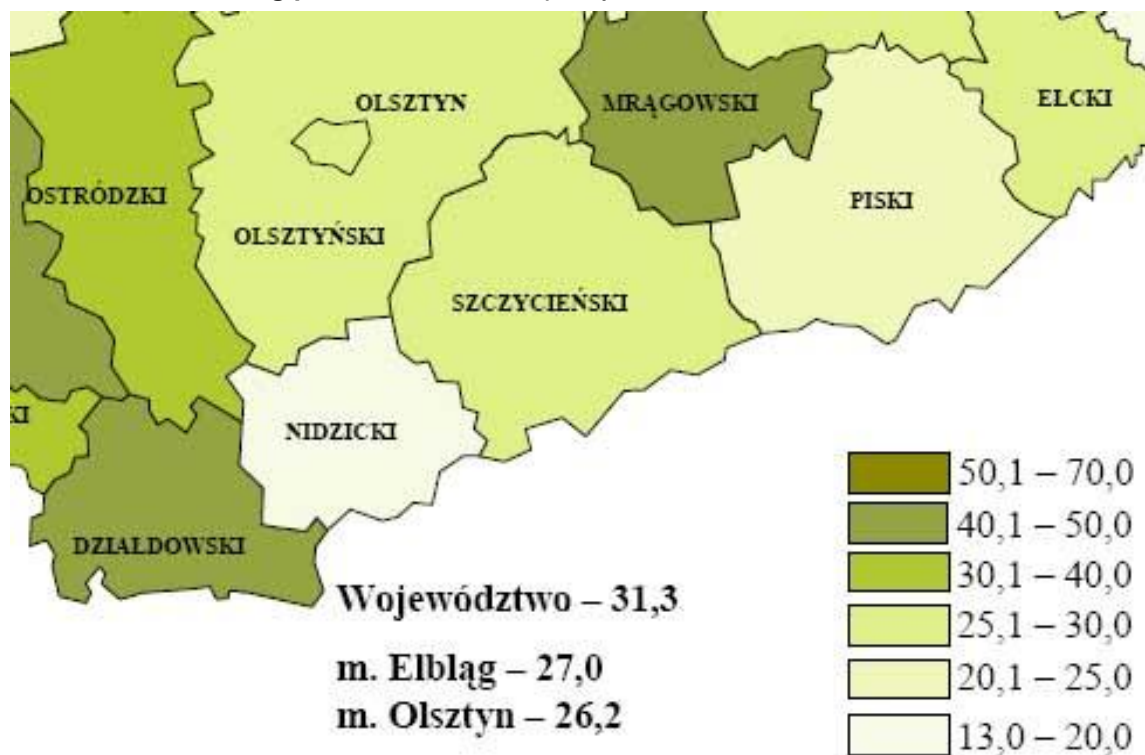 OLSZTYN
MRĄGOWSKI
ELCKI
OSTRÓDZKI
PISKI
OLSZTYŃSKI
SZCZYCIEŃSKI
KI
NIDZICKI
DZIAŁDOWSKI
50,1 – 70,0
40,1 – 50,0
30,1 – 40,0
25,1 – 30,0
20,1 – 25,0
13,0 – 20,0
Województwo – 31,3
m. Elbląg – 27,0
m. Olsztyn – 26,2